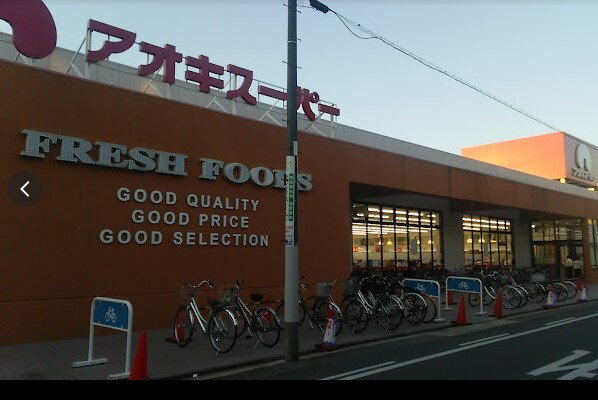 アオキスーパー
FRESH FOODS
GOOD QUALITY
GOOD PRICE
GOOD SELECTION